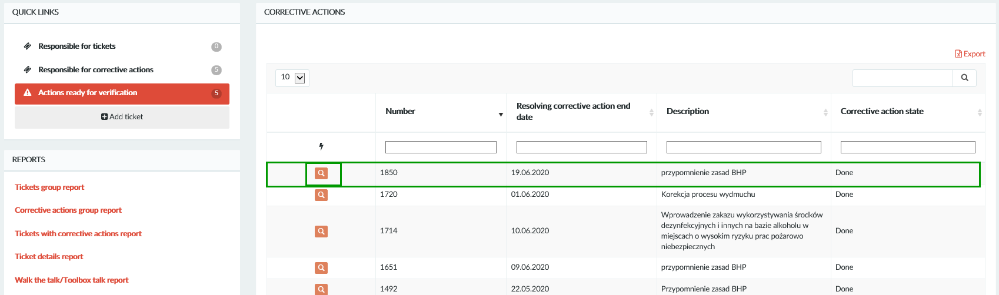 QUICK LINKS
Responsible for tickets 0
Responsible for corrective actions 5
Actions ready for verification 5
Add ticket
REPORTS
Tickets group report
Corrective actions group report
Tickets with corrective actions report
Ticket details report
Walk the talk/Toolbox talk report
CORRECTIVE ACTIONS
Export
10
Number
Resolving corrective action end
date
Description
Corrective action state
1850 19.06.2020 przypomnienie zasad BHP Done
1720 01.06.2020 Korekcja procesu wydmuchu Done
1714 10.06.2020 Wprowadzenie zakazu wykorzystywania środków
dezynfekcyjnych i innych na bazie alkoholu w
miejscach o wysokim ryzyku prac pożarowo
niebezpiecznych
Done
1651 09.06.2020 przypomnienie zasad BHP Done
1492 22.05.2020 Przypomnienie zasad BHP Done